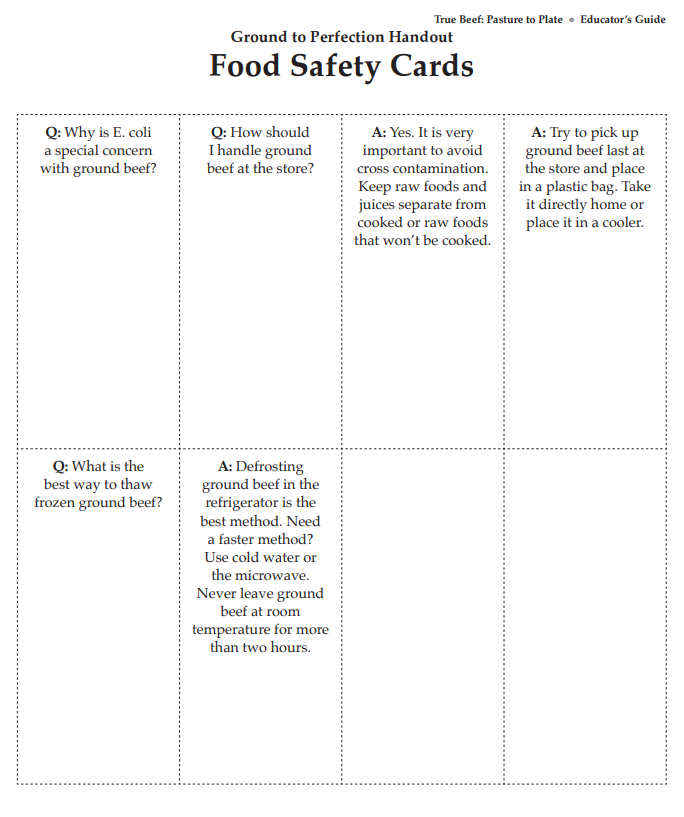 True Beef: Pasture to Plate • Educator's Guide
Ground to Perfection Handout
Food Safety Cards
Q: Why is E. coli
a special concern
with ground beef?
Q: How should
I handle ground
beef at the store?
A: Yes. It is very
important to avoid
cross contamination.
Keep raw foods and
juices separate from
cooked or raw foods
that won't be cooked.
A: Try to pick up
ground beef last at
the store and place
in a plastic bag. Take
it directly home or
place it in a cooler.
Q: What is the
best way to thaw
frozen ground beef?
A: Defrosting
ground beef in the
refrigerator is the
best method. Need
a faster method?
Use cold water or
the microwave.
Never leave ground
beef at room
temperature for more
than two hours.